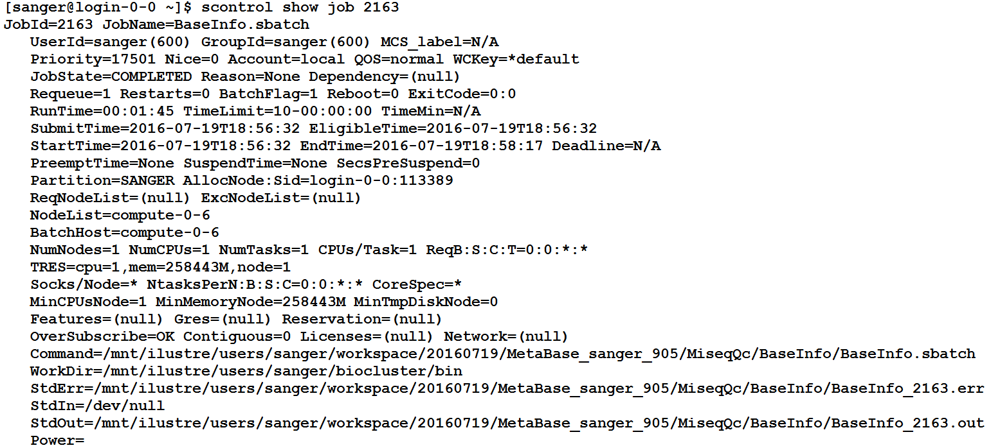 [sanger@login-0-0 ~]$ scontrol show job 2163
JobId=2163 JobName=BaseInfo.sbatch
UserId=sanger(600) GroupId=sanger(600) MCS_label=N/A
Priority=17501 Nice=0 Account=local QOS=normal WCKey=*default
JobState=COMPLETED Reason=None Dependency=(null)
Requeue=1 Restarts=0 BatchFlag=1 Reboot=0 ExitCode=0:0
RunTime=00:01:45 TimeLimit=10-00:00:00 TimeMin=N/A
SubmitTime=2016-07-19T18:56:32 EligibleTime=2016-07-19T18:56:32
StartTime=2016-07-19T18:56:32 EndTime=2016-07-19T18:58:17 Deadline=N/A
PreemptTime=None SuspendTime=None SecsPreSuspend=0
Partition=SANGER AllocNode:Sid=login-0-0:113389
ReqNodeList=(null) ExcNodeList=(null)
NodeList=compute-0-6
BatchHost=compute-0-6
NumNodes=1 NumCPUs=1 NumTasks=1 CPUs/Task=1 ReqB:S:C:T=0:0:*:*
TRES=cpu=1,mem=258443M,node=1
Socks/Node=* NtasksPerN:B:S:C=0:0:*:* CoreSpec=*
MinCPUsNode=1 MinMemoryNode=258443M MinTmpDiskNode=0
Features=(null) Gres=(null) Reservation=(null)
OverSubscribe=OK Contiguous=0 Licenses=(null) Network=(null)
Command=/mnt/ilustre/users/sanger/workspace/20160719/MetaBase_sanger_905/MiseqQc/BaseInfo/BaseInfo.sbatch
WorkDir=/mnt/ilustre/users/sanger/biocluster/bin
StdErr=/mnt/ilustre/users/sanger/workspace/20160719/MetaBase_sanger_905/MiseqQc/BaseInfo/BaseInfo_2163.err
StdIn=/dev/null
StdOut=/mnt/ilustre/users/sanger/workspace/20160719/MetaBase_sanger_905/MiseqQc/BaseInfo/BaseInfo_2163.out
Power=